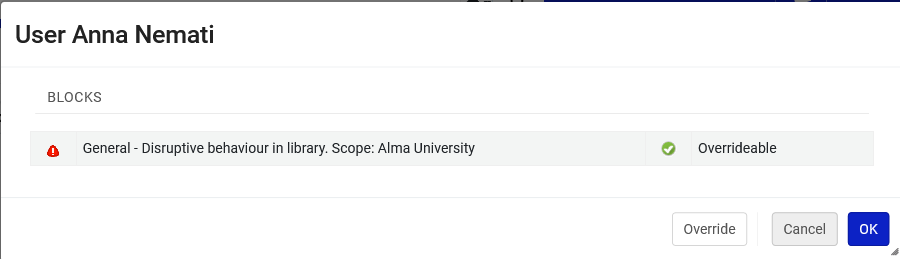 User Anna Nemati
BLOCKS
General - Disruptive behaviour in library. Scope: Alma University Overrideable
Override Cancel OK